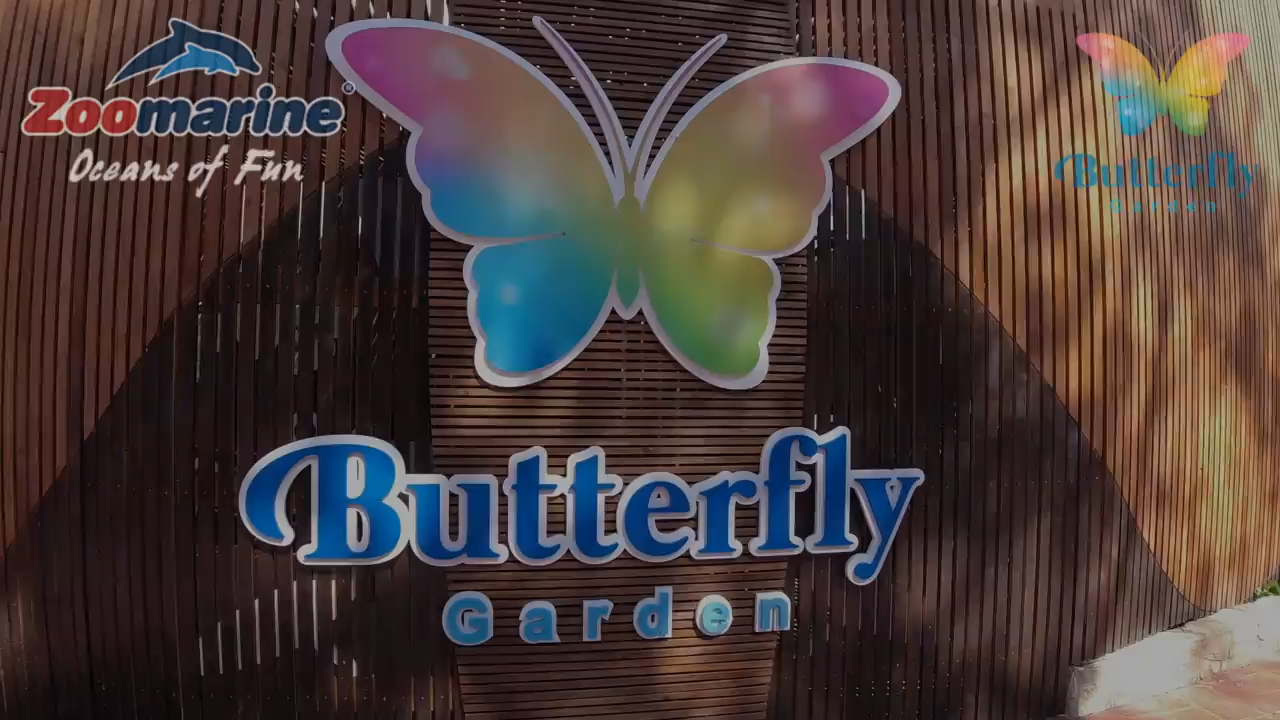 Zoomarine®
Oceans of Fun
Butterfly
Garden
Butterfly
Garden